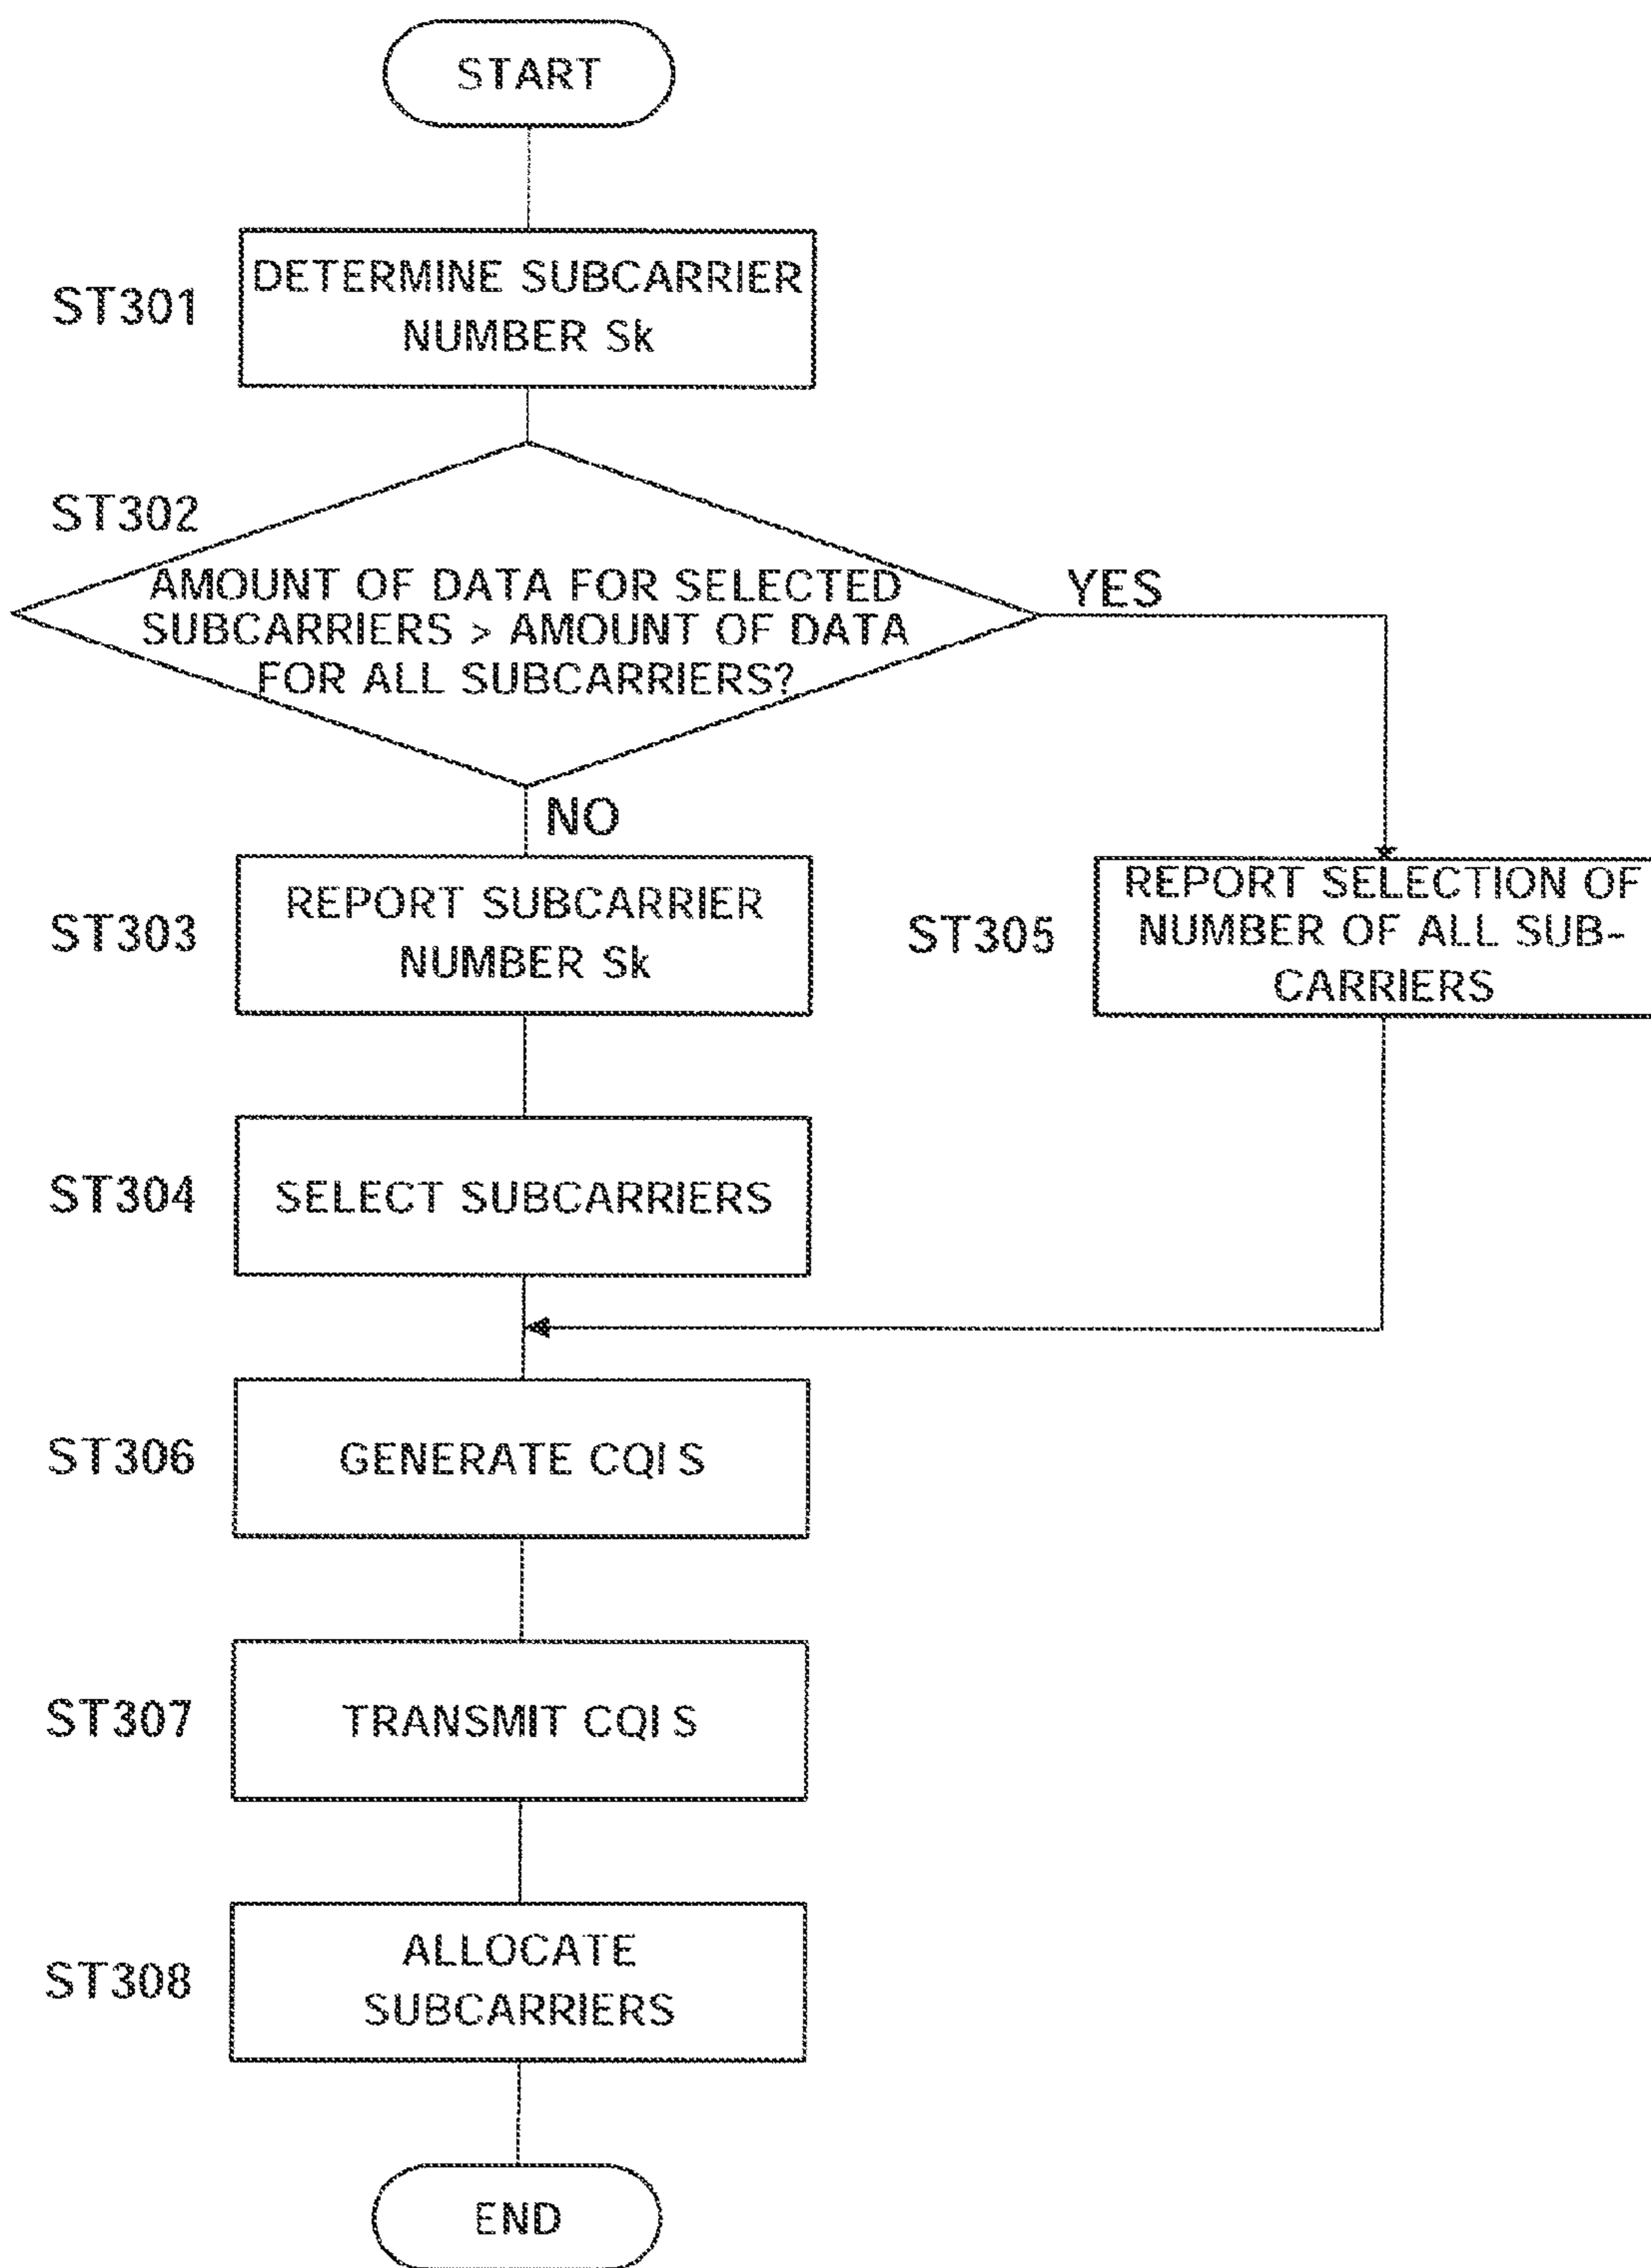 START
ST301
DETERMINE SUBCARRIER
NUMBER Sk
ST302
AMOUNT OF DATA FOR SELECTED
SUBCARRIERS > AMOUNT OF DATA
FOR ALL SUBCARRIERS?
YES
NO
ST303
REPORT SUBCARRIER
NUMBER Sk
ST305
REPORT SELECTION OF
NUMBER OF ALL SUB-
CARRIERS
ST304
SELECT SUBCARRIERS
ST306
GENERATE CQI S
ST307
TRANSMIT CQI S
ST308
ALLOCATE
SUBCARRIERS
END